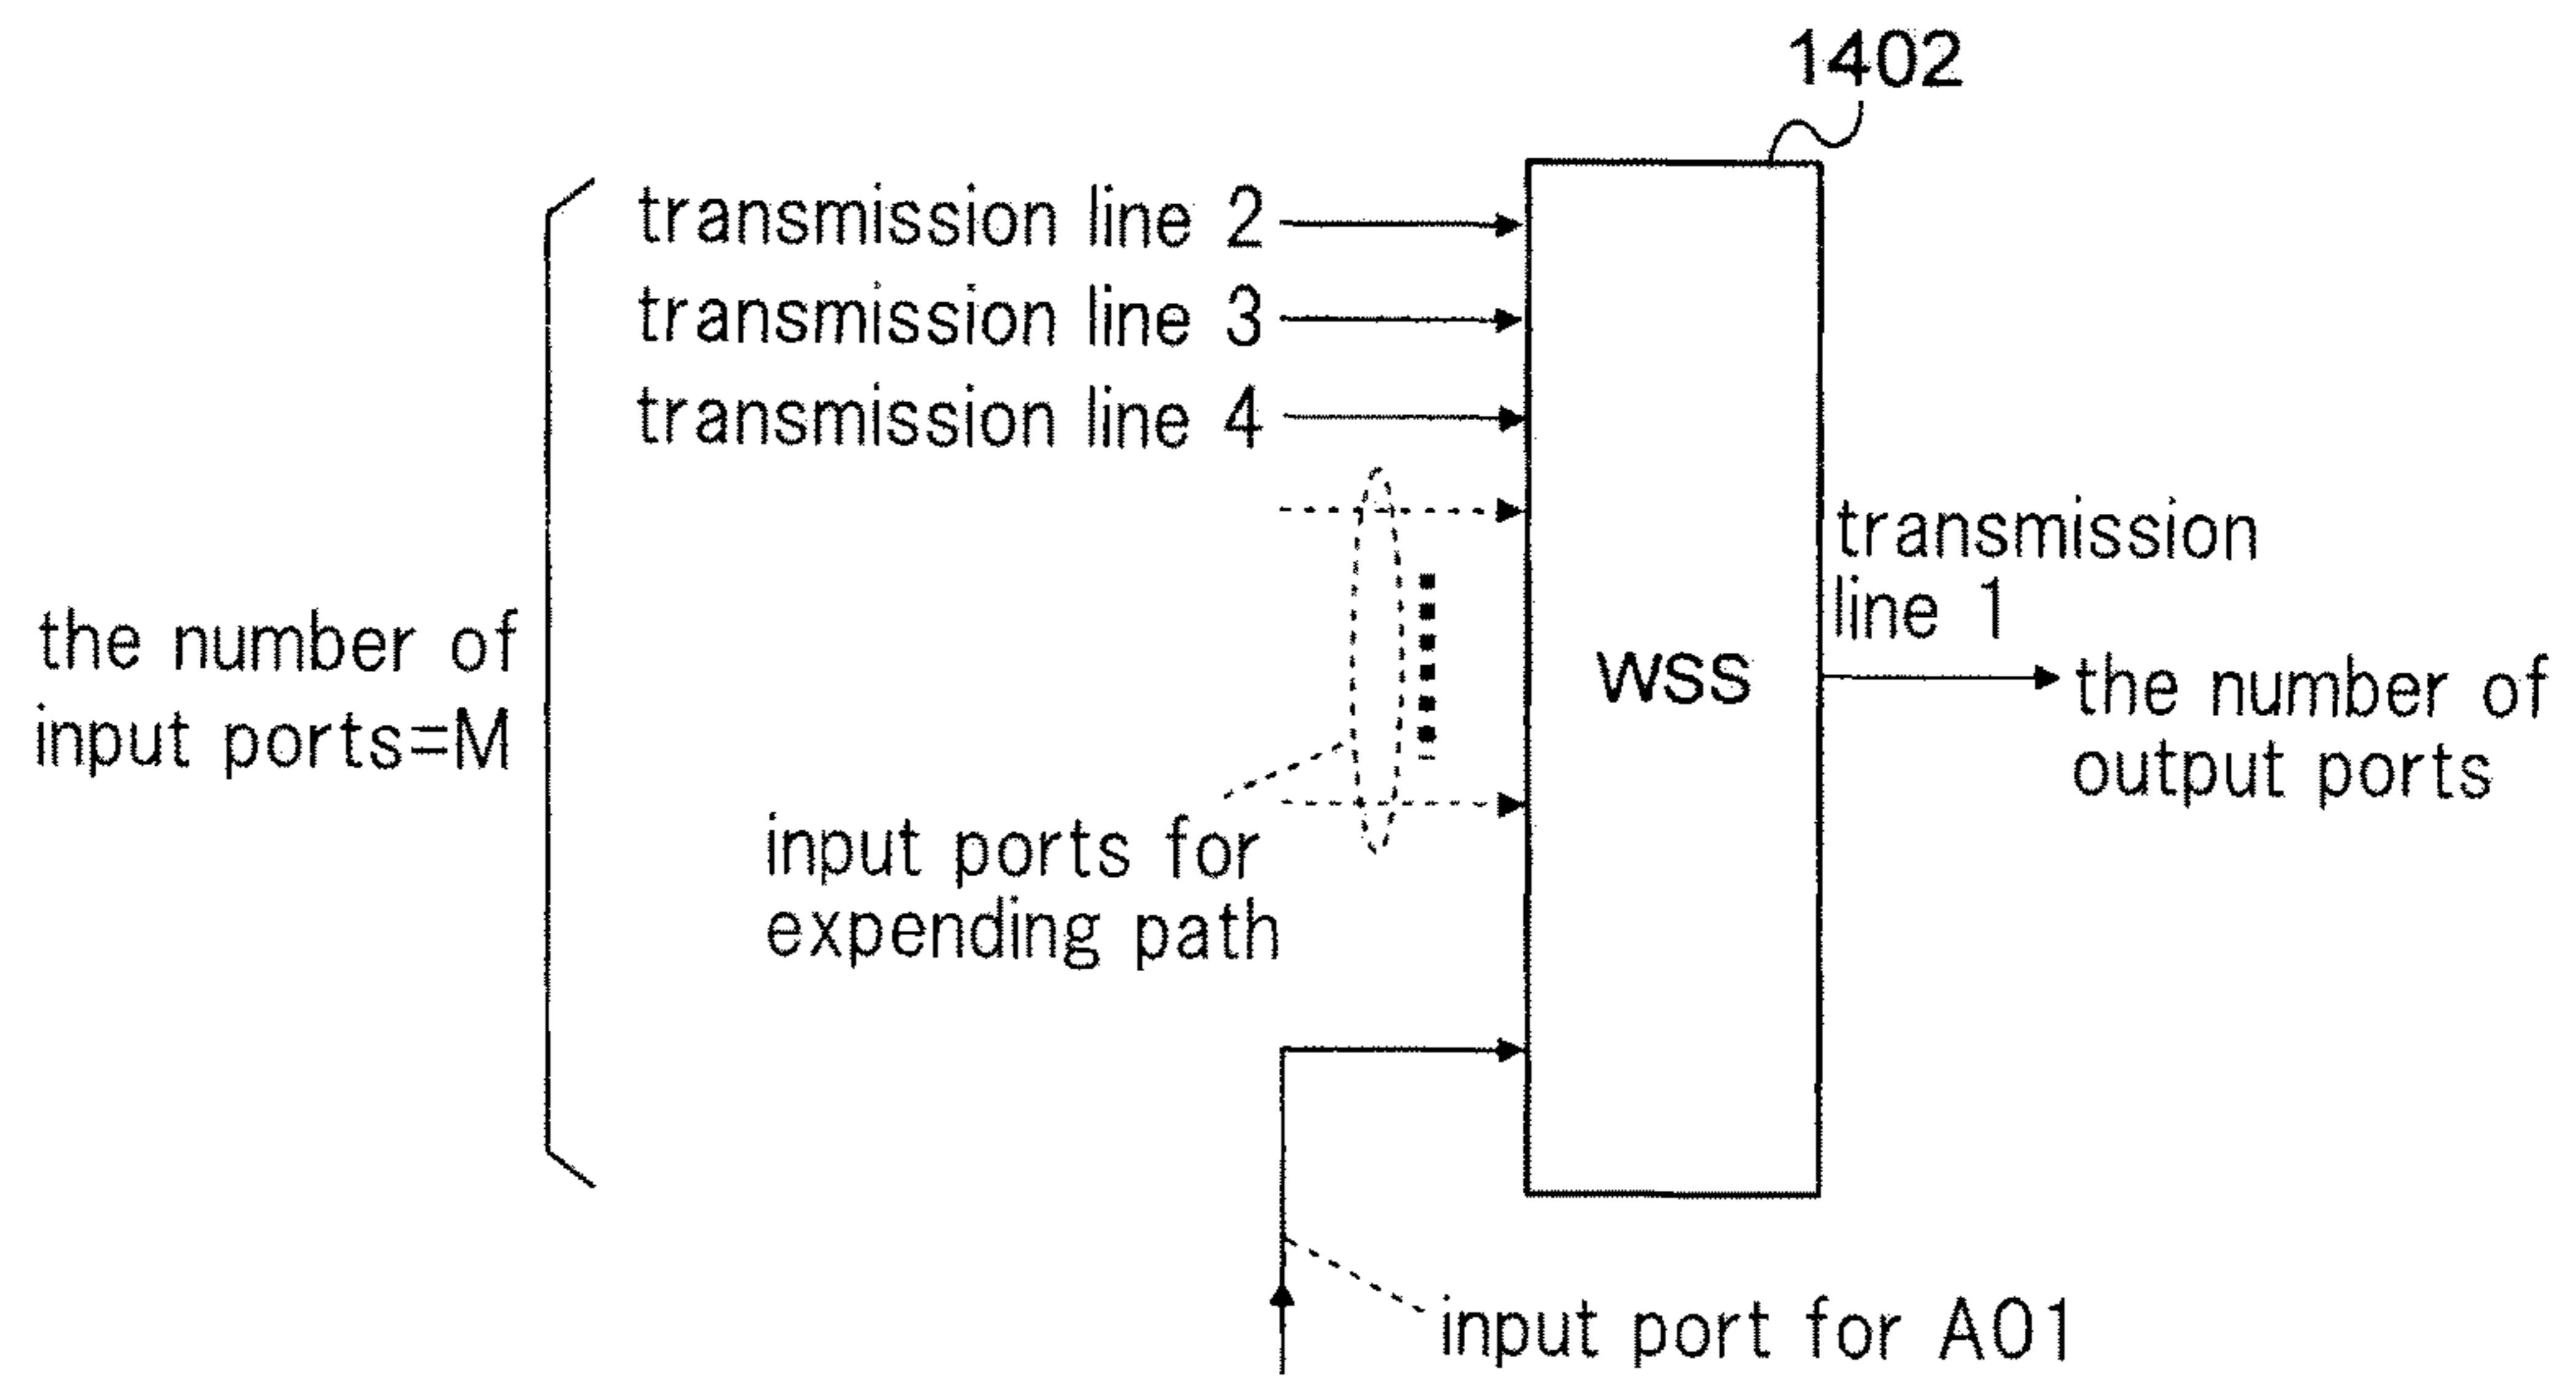 1402
transmission line 2
transmission line 3
transmission line 4
transmission
line 1
the number of
input ports=M
WSS
the number of
output ports
input ports for
expending path
input port for A01